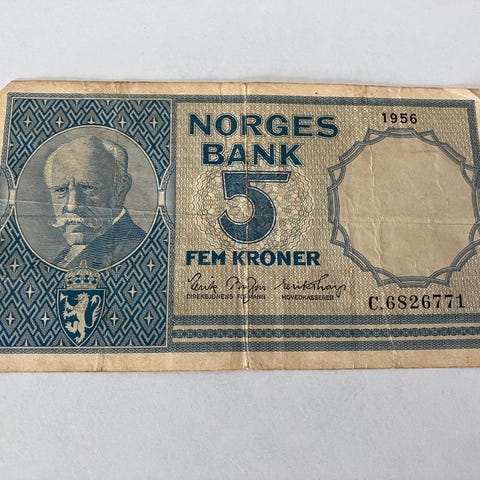 1956
NORGES
BANK
5
FEM KRONER
DIREKSJONENS FORMANN HOVEDKASSERER
C.6826771